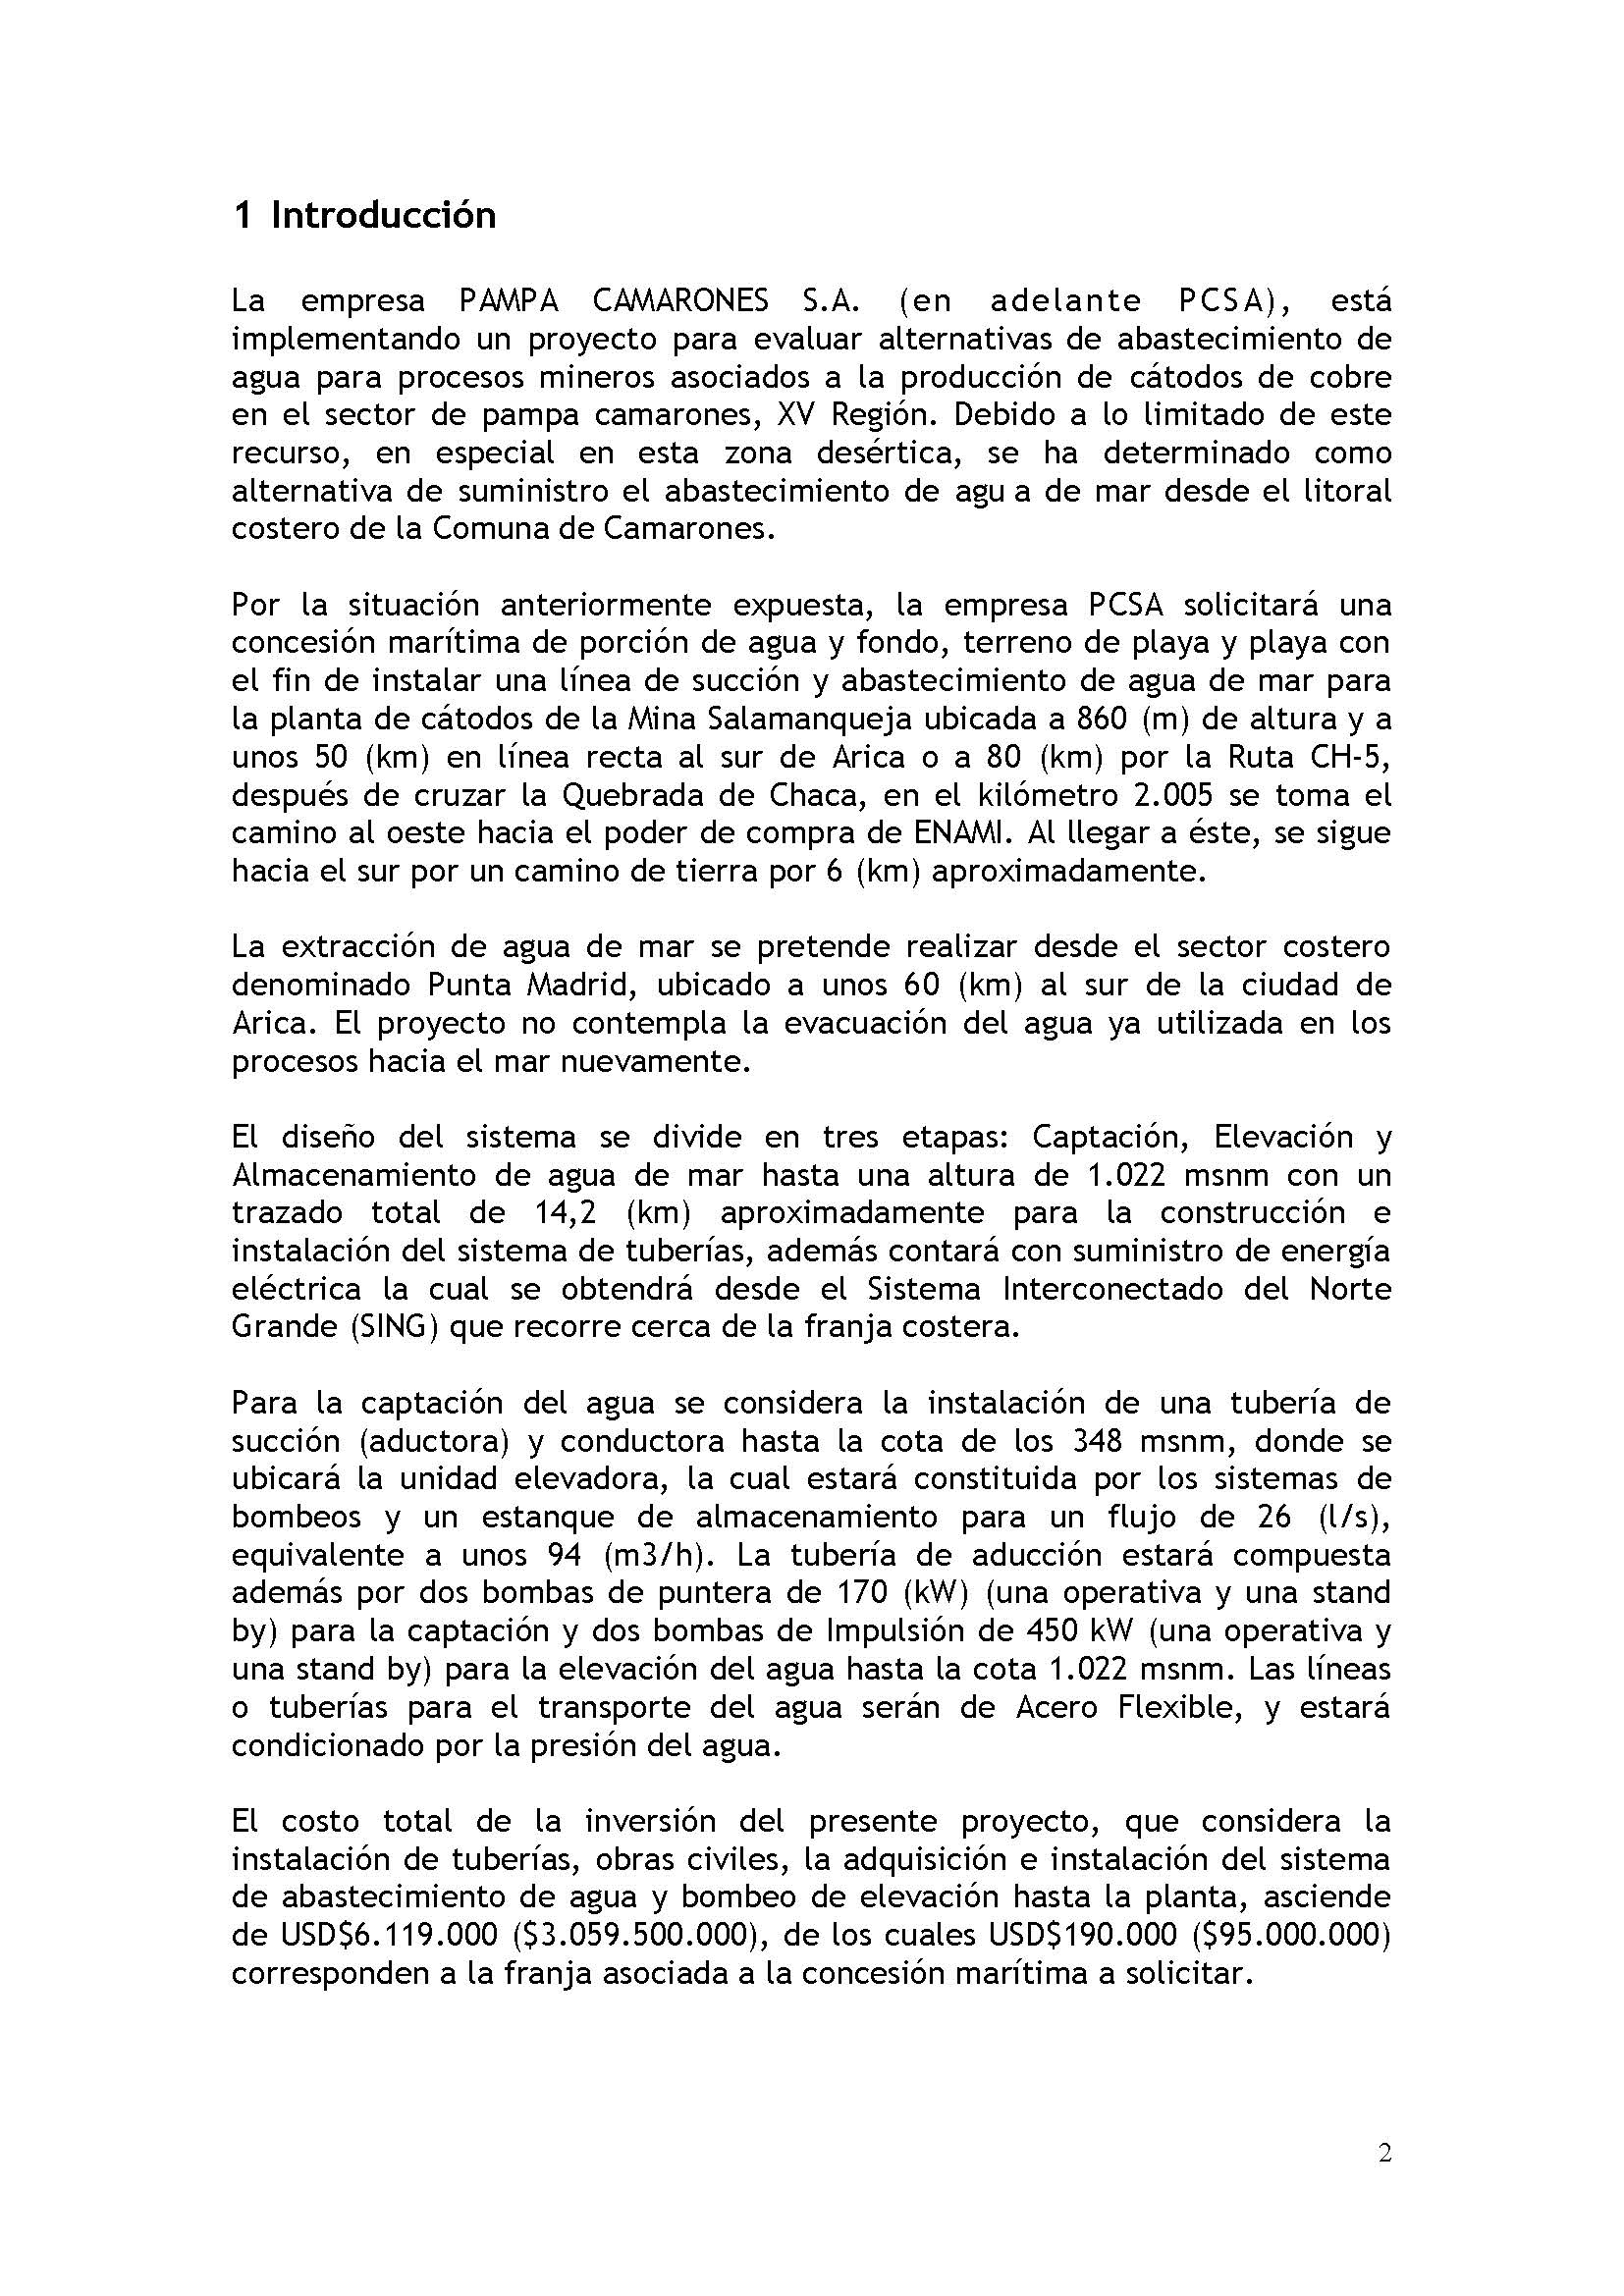 1 Introducción
La empresa PAMPA CAMARONES S.A. (en adelante PCSA), está
implementando un proyecto para evaluar alternativas de abastecimiento de
agua para procesos mineros asociados a la producción de cátodos de cobre
en el sector de pampa camarones, XV Región. Debido a lo limitado de este
recurso, en especial en esta zona desértica, se ha determinado como
alternativa de suministro el abastecimiento de agu a de mar desde el litoral
costero de la Comuna de Camarones.
Por la situación anteriormente expuesta, la empresa PCSA solicitará una
concesión marítima de porción de agua y fondo, terreno de playa y playa con
el fin de instalar una línea de succión y abastecimiento de agua de mar para
la planta de cátodos de la Mina Salamanqueja ubicada a 860 (m) de altura y a
unos 50 (km) en línea recta al sur de Arica o a 80 (km) por la Ruta CH-5,
después de cruzar la Quebrada de Chaca, en el kilómetro 2.005 se toma el
camino al oeste hacia el poder de compra de ENAMI. Al llegar a éste, se sigue
hacia el sur por un camino de tierra por 6 (km) aproximadamente.
La extracción de agua de mar se pretende realizar desde el sector costero
denominado Punta Madrid, ubicado a unos 60 (km) al sur de la ciudad de
Arica. El proyecto no contempla la evacuación del agua ya utilizada en los
procesos hacia el mar nuevamente.
El diseño del sistema se divide en tres etapas: Captación, Elevación y
Almacenamiento de agua de mar hasta una altura de 1.022 msnm con un
trazado total de 14,2 (km) aproximadamente para la construcción e
instalación del sistema de tuberías, además contará con suministro de energía
eléctrica la cual se obtendrá desde el Sistema Interconectado del Norte
Grande (SING) que recorre cerca de la franja costera.
Para la captación del agua se considera la instalación de una tubería de
succión (aductora) y conductora hasta la cota de los 348 msnm, donde se
ubicará la unidad elevadora, la cual estará constituida por los sistemas de
bombeos y un estanque de almacenamiento para un flujo de 26 (l/s),
equivalente a unos 94 (m3/h). La tubería de aducción estará compuesta
además por dos bombas de puntera de 170 (kW) (una operativa y una stand
by) para la captación y dos bombas de Impulsión de 450 kW (una operativa y
una stand by) para la elevación del agua hasta la cota 1.022 msnm. Las líneas
o tuberías para el transporte del agua serán de Acero Flexible, y estará
condicionado por la presión del agua.
El costo total de la inversión del presente proyecto, que considera la
instalación de tuberías, obras civiles, la adquisición e instalación del sistema
de abastecimiento de agua y bombeo de elevación hasta la planta, asciende
de USD$6.119.000 ($3.059.500.000), de los cuales USD$190.000 ($95.000.000)
corresponden a la franja asociada a la concesión marítima a solicitar.
2